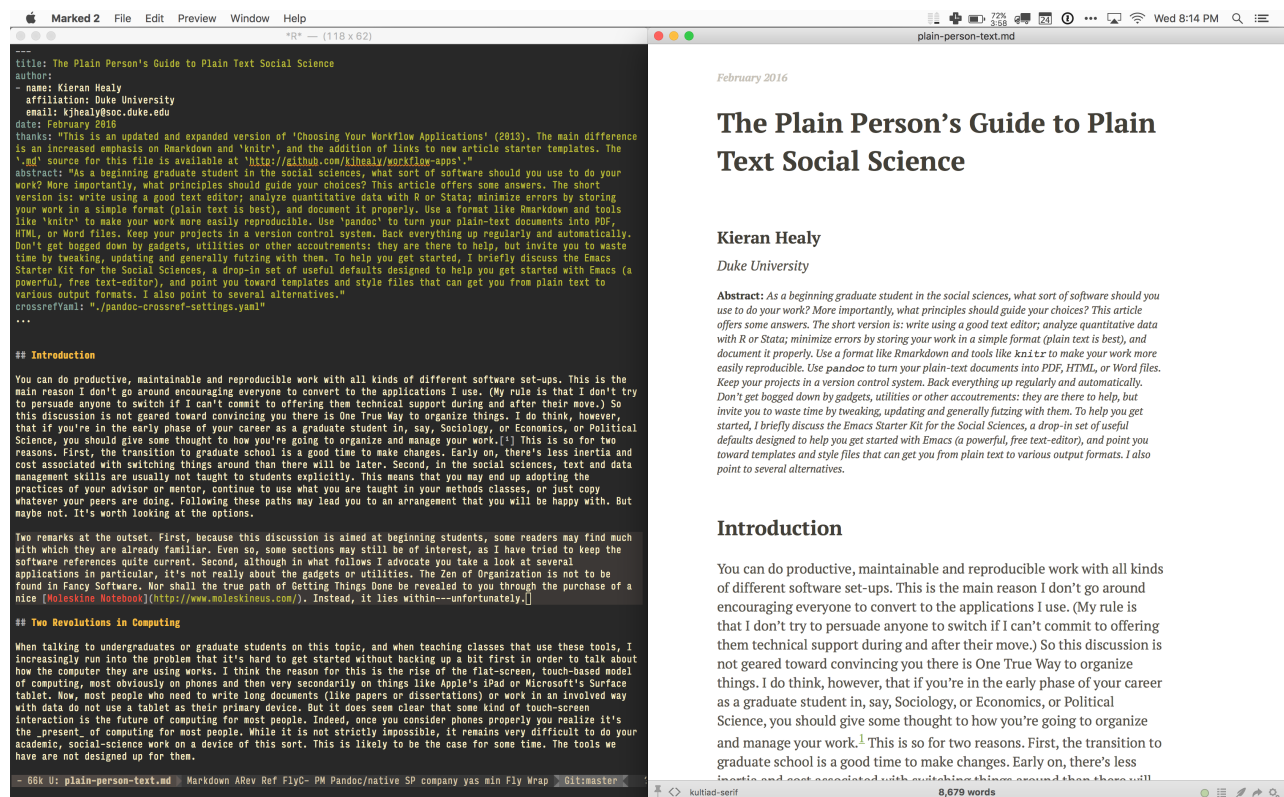 Marked 2 File Edit Preview Window Help
72%
3:58
24
Wed 8:14 PM
*R* — (118 x 62)
---
title: The Plain Person's Guide to Plain Text Social Science
author:
- name: Kieran Healy
affiliation: Duke University
email: kjhealy@soc.duke.edu
date: February 2016
thanks: "This is an updated and expanded version of 'Choosing Your Workflow Applications' (2013). The main difference
is an increased emphasis on Rmarkdown and `knitr`, and the addition of links to new article starter templates. The
`.md` source for this file is available at `http://github.com/kjhealy/workflow-apps`."
abstract: "As a beginning graduate student in the social sciences, what sort of software should you use to do your
work? More importantly, what principles should guide your choices? This article offers some answers. The short
version is: write using a good text editor; analyze quantitative data with R or Stata; minimize errors by storing
your work in a simple format (plain text is best), and document it properly. Use a format like Rmarkdown and tools
like `knitr` to make your work more easily reproducible. Use `pandoc` to turn your plain-text documents into PDF,
HTML, or Word files. Keep your projects in a version control system. Back everything up regularly and automatically.
Don't get bogged down by gadgets, utilities or other accoutrements: they are there to help, but invite you to waste
time by tweaking, updating and generally futzing with them. To help you get started, I briefly discuss the Emacs
Starter Kit for the Social Sciences, a drop-in set of useful defaults designed to help you get started with Emacs (a
powerful, free text-editor), and point you toward templates and style files that can get you from plain text to
various output formats. I also point to several alternatives."
crossrefYaml: "./pandoc-crossref-settings.yaml"
...
## Introduction
You can do productive, maintainable and reproducible work with all kinds of different software set-ups. This is the
main reason I don't go around encouraging everyone to convert to the applications I use. (My rule is that I don't try
to persuade anyone to switch if I can't commit to offering them technical support during and after their move.) So
this discussion is not geared toward convincing you there is One True Way to organize things. I do think, however,
that if you're in the early phase of your career as a graduate student in, say, Sociology, or Economics, or Political
Science, you should give some thought to how you're going to organize and manage your work.[¹] This is so for two
reasons. First, the transition to graduate school is a good time to make changes. Early on, there's less inertia and
cost associated with switching things around than there will be later. Second, in the social sciences, text and data
management skills are usually not taught to students explicitly. This means that you may end up adopting the
practices of your advisor or mentor, continue to use what you are taught in your methods classes, or just copy
whatever your peers are doing. Following these paths may lead you to an arrangement that you will be happy with. But
maybe not. It's worth looking at the options.
Two remarks at the outset. First, because this discussion is aimed at beginning students, some readers may find much
with which they are already familiar. Even so, some sections may still be of interest, as I have tried to keep the
software references quite current. Second, although in what follows I advocate you take a look at several
applications in particular, it's not really about the gadgets or utilities. The Zen of Organization is not to be
found in Fancy Software. Nor shall the true path of Getting Things Done be revealed to you through the purchase of a
nice [Moleskine Notebook](http://www.moleskineus.com/). Instead, it lies within---unfortunately.
## Two Revolutions in Computing
When talking to undergraduates or graduate students on this topic, and when teaching classes that use these tools, I
increasingly run into the problem that it's hard to get started without backing up a bit first in order to talk about
how the computer they are using works. I think the reason for this is the rise of the flat-screen, touch-based model
of computing, most obviously on phones and then very secondarily on things like Apple's iPad or Microsoft's Surface
tablet. Now, most people who need to write long documents (like papers or dissertations) or work in an involved way
with data do not use a tablet as their primary device. But it does seem clear that some kind of touch-screen
interaction is the future of computing for most people. Indeed, once you consider phones properly you realize it's
the _present_ of computing for most people. While it is not strictly impossible, it remains very difficult to do your
academic, social-science work on a device of this sort. This is likely to be the case for some time. The tools we
have are not designed up for them.
- 66k U: plain-person-text.md Markdown ARev Ref FlyC- PM Pandoc/native SP company yas min Fly Wrap Git:master
plain-person-text.md
February 2016
The Plain Person’s Guide to Plain
Text Social Science
Kieran Healy
Duke University
Abstract: As a beginning graduate student in the social sciences, what sort of software should you
use to do your work? More importantly, what principles should guide your choices? This article
offers some answers. The short version is: write using a good text editor; analyze quantitative data
with R or Stata; minimize errors by storing your work in a simple format (plain text is best), and
document it properly. Use a format like Rmarkdown and tools like knitr to make your work more
easily reproducible. Use pandoc to turn your plain-text documents into PDF, HTML, or Word files.
Keep your projects in a version control system. Back everything up regularly and automatically.
Don’t get bogged down by gadgets, utilities or other accoutrements: they are there to help, but
invite you to waste time by tweaking, updating and generally futzing with them. To help you get
started, I briefly discuss the Emacs Starter Kit for the Social Sciences, a drop-in set of useful
defaults designed to help you get started with Emacs (a powerful, free text-editor), and point you
toward templates and style files that can get you from plain text to various output formats. I also
point to several alternatives.
Introduction
You can do productive, maintainable and reproducible work with all kinds
of different software set-ups. This is the main reason I don’t go around
encouraging everyone to convert to the applications I use. (My rule is
that I don’t try to persuade anyone to switch if I can’t commit to offering
them technical support during and after their move.) So this discussion is
not geared toward convincing you there is One True Way to organize
things. I do think, however, that if you’re in the early phase of your career
as a graduate student in, say, Sociology, or Economics, or Political
Science, you should give some thought to how you’re going to organize
and manage your work.¹ This is so for two reasons. First, the transition to
graduate school is a good time to make changes. Early on, there’s less
inertia and cost associated with switching things around than there will
kultiad-serif
8,679 words